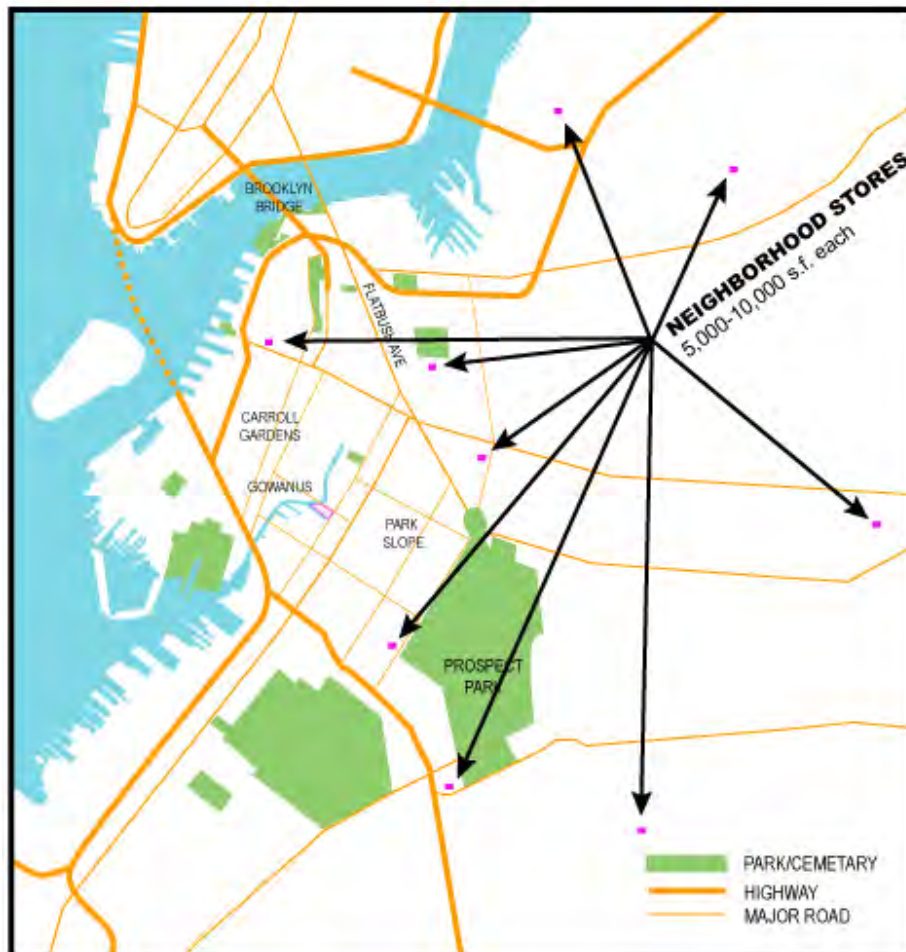 BROOKLYN
BRIDGE
NEIGHBORHOOD STORES
5,000-10,000 s.f. each
FLATBUSH AVE
CARROLL
GARDENS
GOWANUS
PARK
SLOPE
PROSPECT
PARK
PARK/CEMETARY
HIGHWAY
MAJOR ROAD